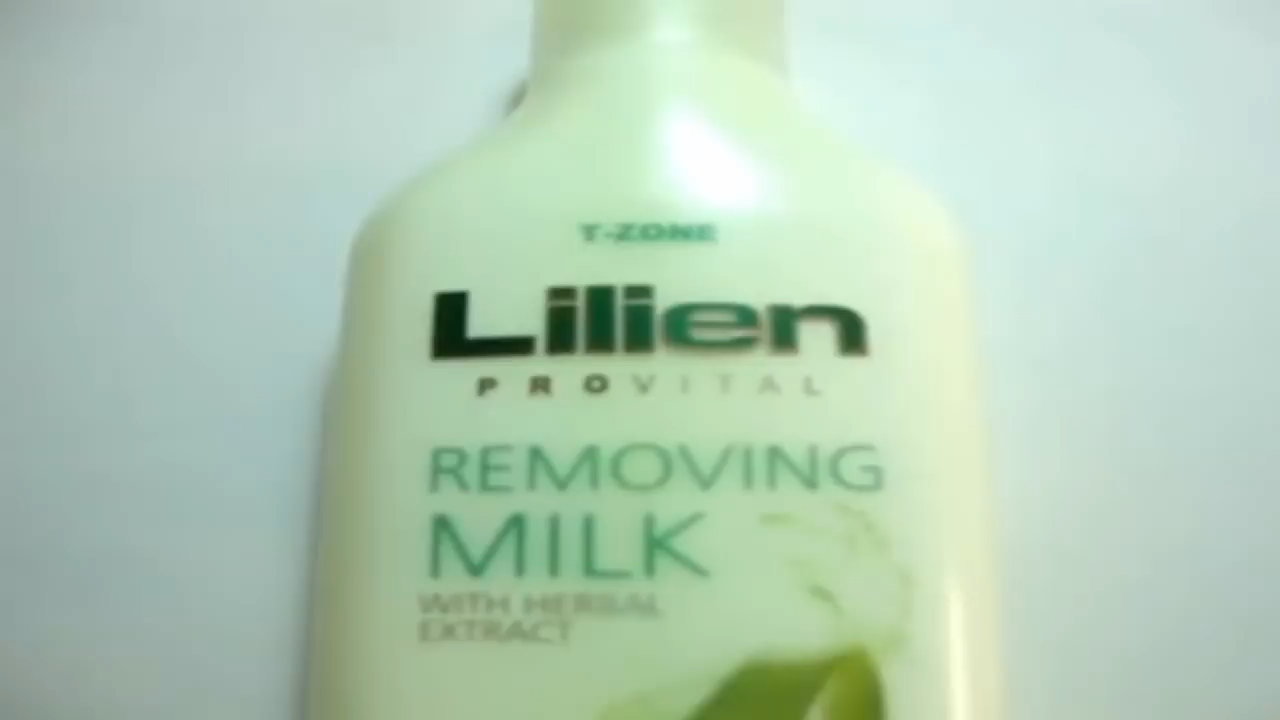 T-ZONE
Lilien
PROVITAL
REMOVING
MILK
WITH HERBAL
EXTRACT